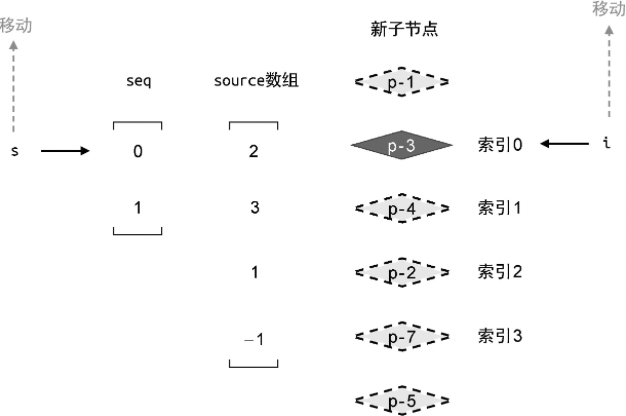 移动
移动
新子节点
seq
source数组
p-1
s
0
2
p-3
索引0
i
1
3
p-4
索引1
1
p-2
索引2
-1
p-7
索引3
p-5